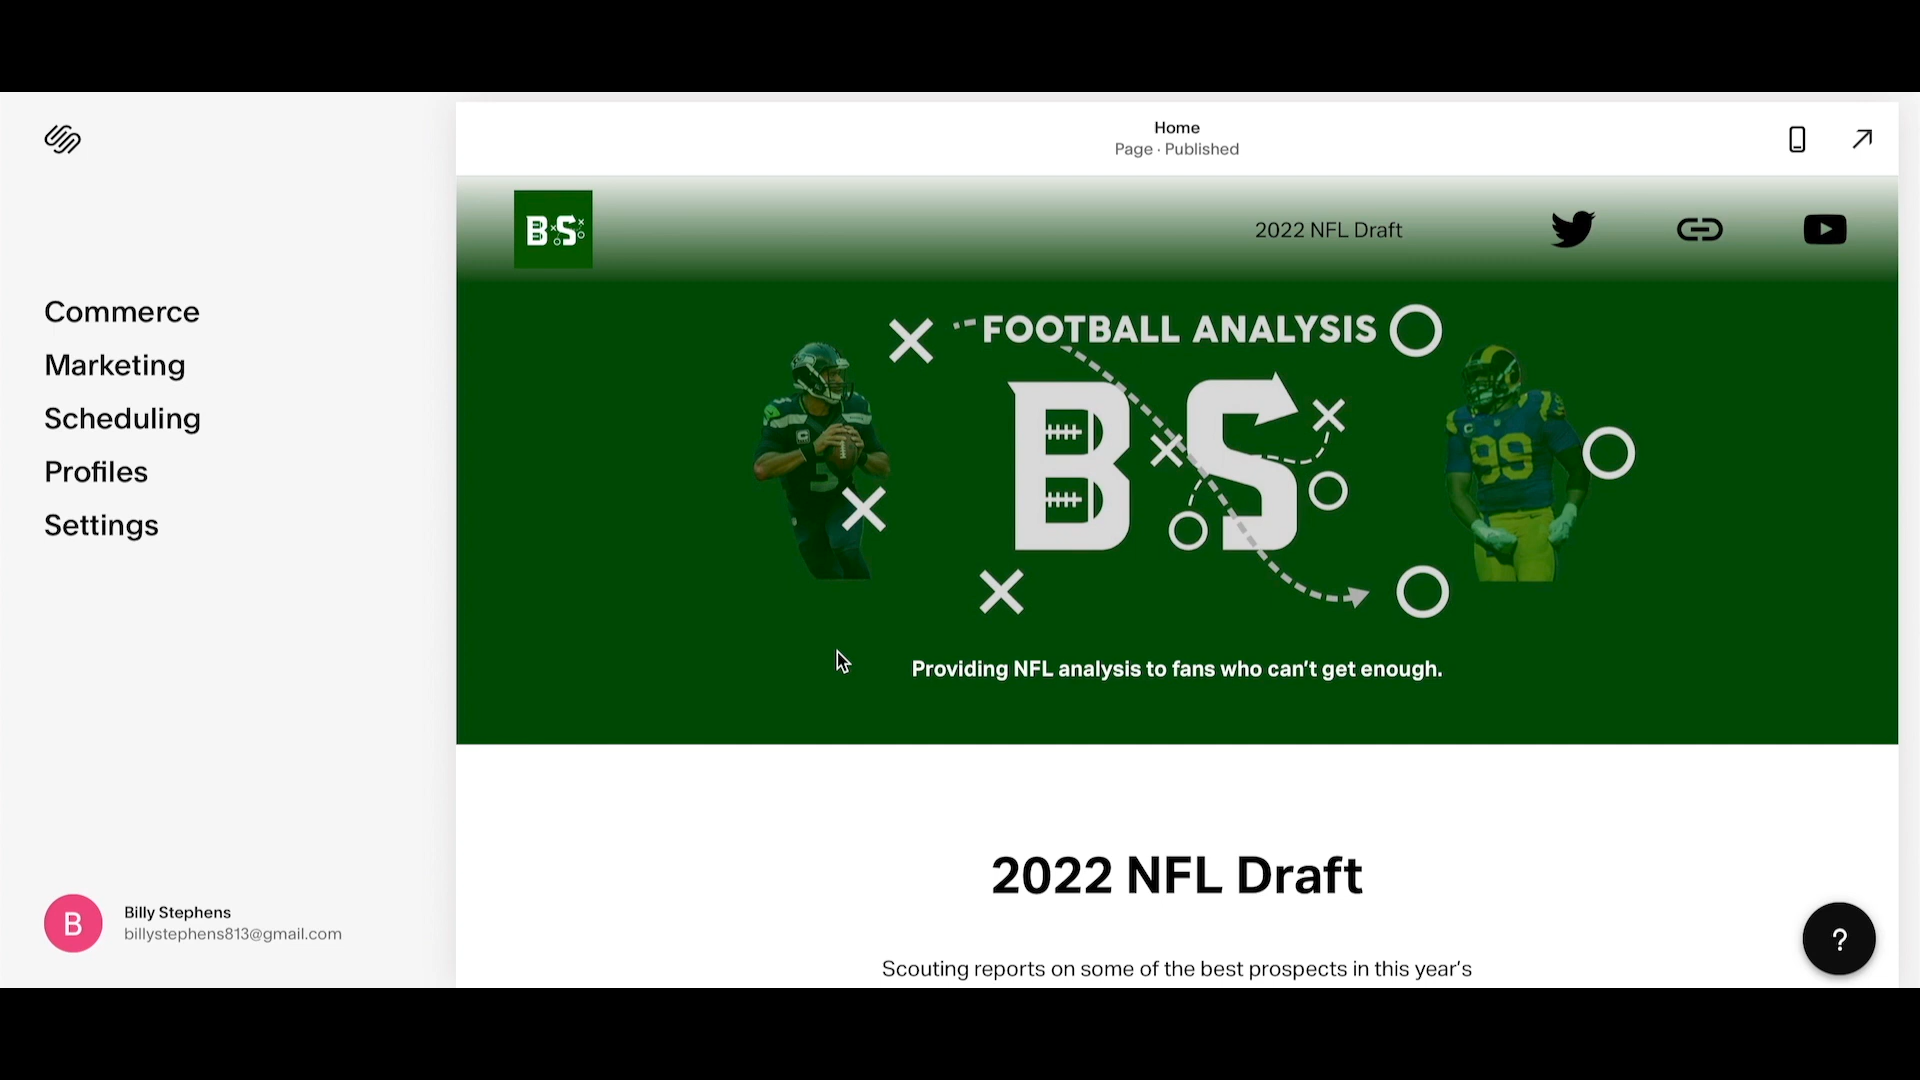 Home
Page · Published
BS
2022 NFL Draft
Commerce
Marketing
Scheduling
Profiles
Settings
FOOTBALL ANALYSIS
BS
3
99
Providing NFL analysis to fans who can't get enough.
2022 NFL Draft
Scouting reports on some of the best prospects in this year's
B
Billy Stephens
billystephens813@gmail.com
?